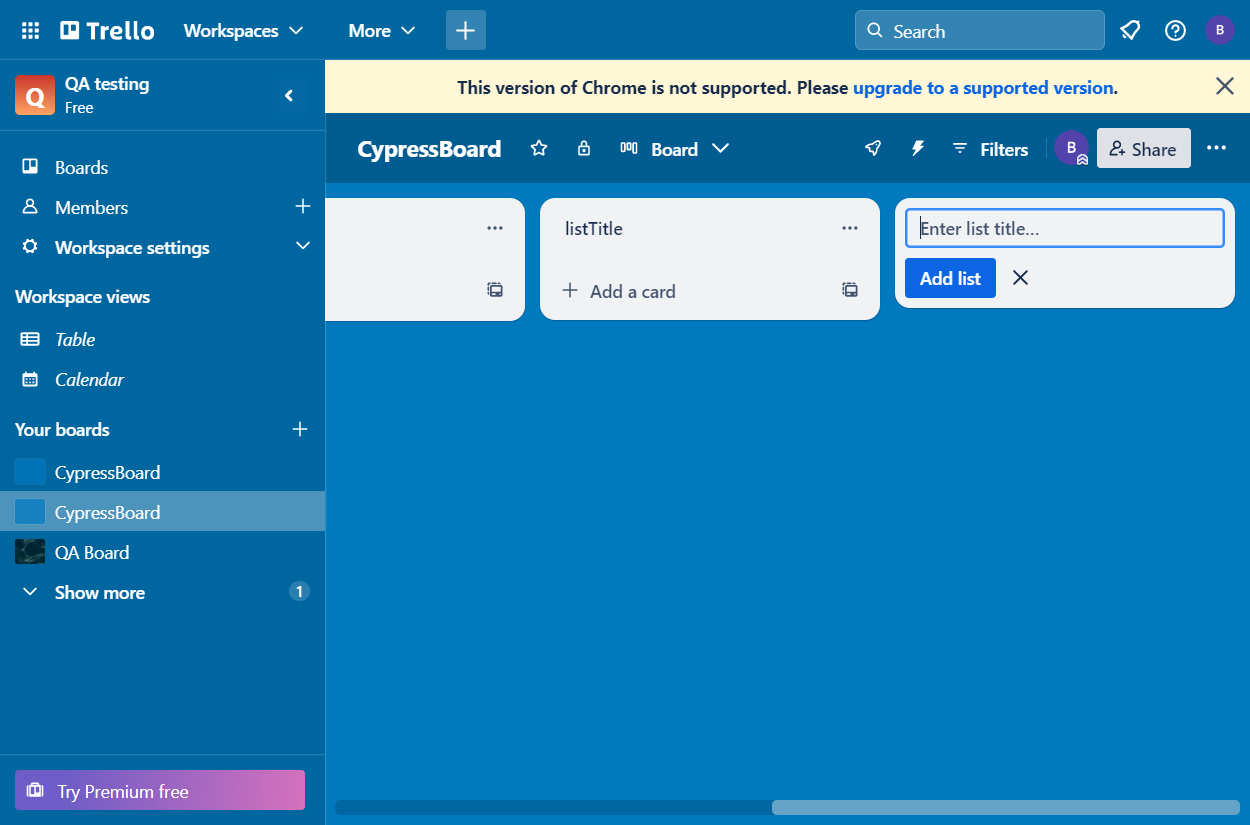 Trello
Workspaces
More
Search
B
Q
QA testing
Free
This version of Chrome is not supported. Please upgrade to a supported version.
CypressBoard
Board
Filters
B
Share
Boards
Members
Workspace settings
Workspace views
Table
Calendar
Your boards
CypressBoard
CypressBoard
QA Board
Show more
1
Try Premium free
listTitle
Add a card
Enter list title…
Add list